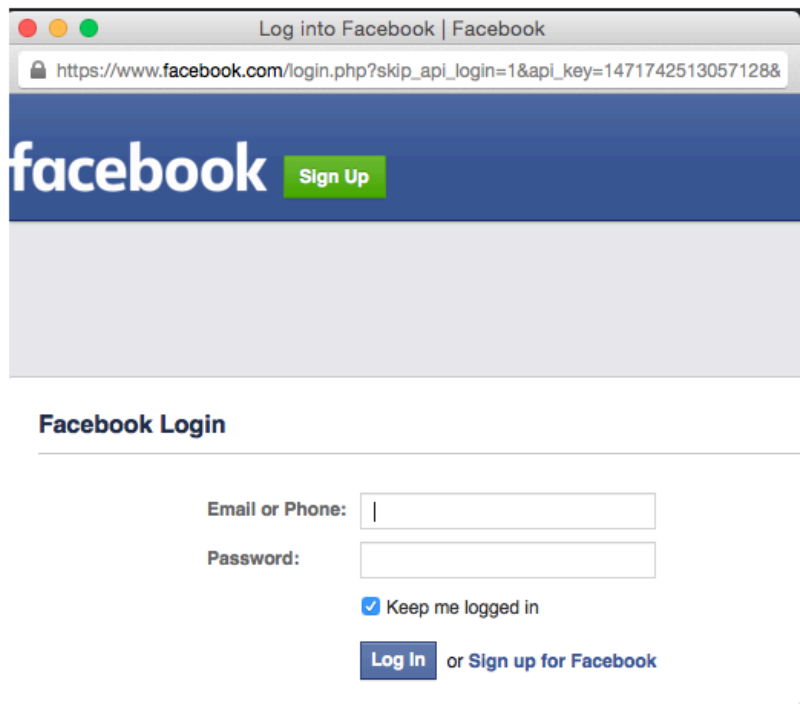 Log into Facebook | Facebook
https://www.facebook.com/login.php?skip_api_login=1&api_key=1471742513057128&
facebook Sign Up
Facebook Login
Email or Phone:
Password:
Keep me logged in
Log In or Sign up for Facebook